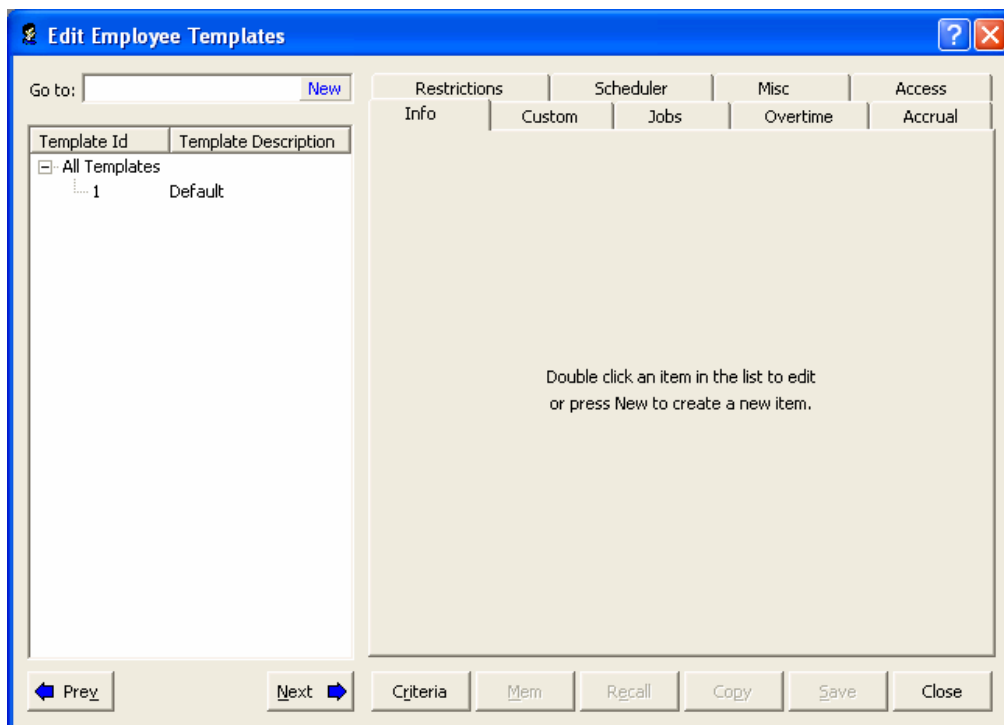 Edit Employee Templates
Go to: New
Restrictions Scheduler Misc Access
Info Custom Jobs Overtime Accrual
Template Id Template Description
All Templates
1 Default
Double click an item in the list to edit
or press New to create a new item.
Prev Next Criteria Mem Recall Copy Save Close